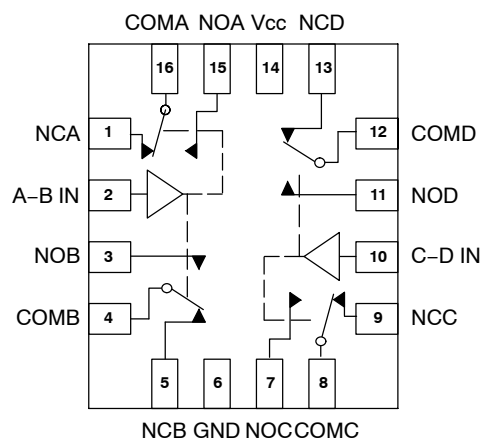 COMA NOA Vcc NCD
16 15 14 13
NCA 1 12 COMD
A–B IN 2 11 NOD
NOB 3 10 C–D IN
COMB 4 9 NCC
5 6 7 8
NCB GND NOC COMC